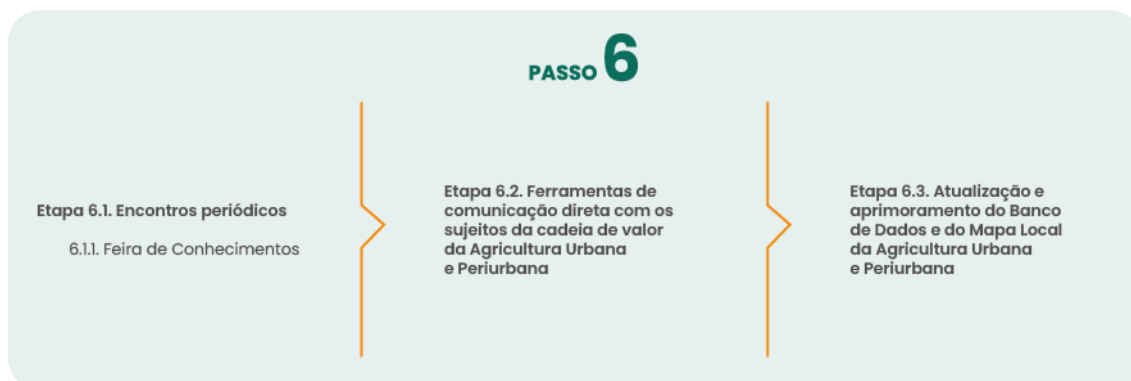 PASSO 6
Etapa 6.1. Encontros periódicos
6.1.1. Feira de Conhecimentos
Etapa 6.2. Ferramentas de
comunicação direta com os
sujeitos da cadeia de valor
da Agricultura Urbana
e Periurbana
Etapa 6.3. Atualização e
aprimoramento do Banco
de Dados e do Mapa Local
da Agricultura Urbana
e Periurbana